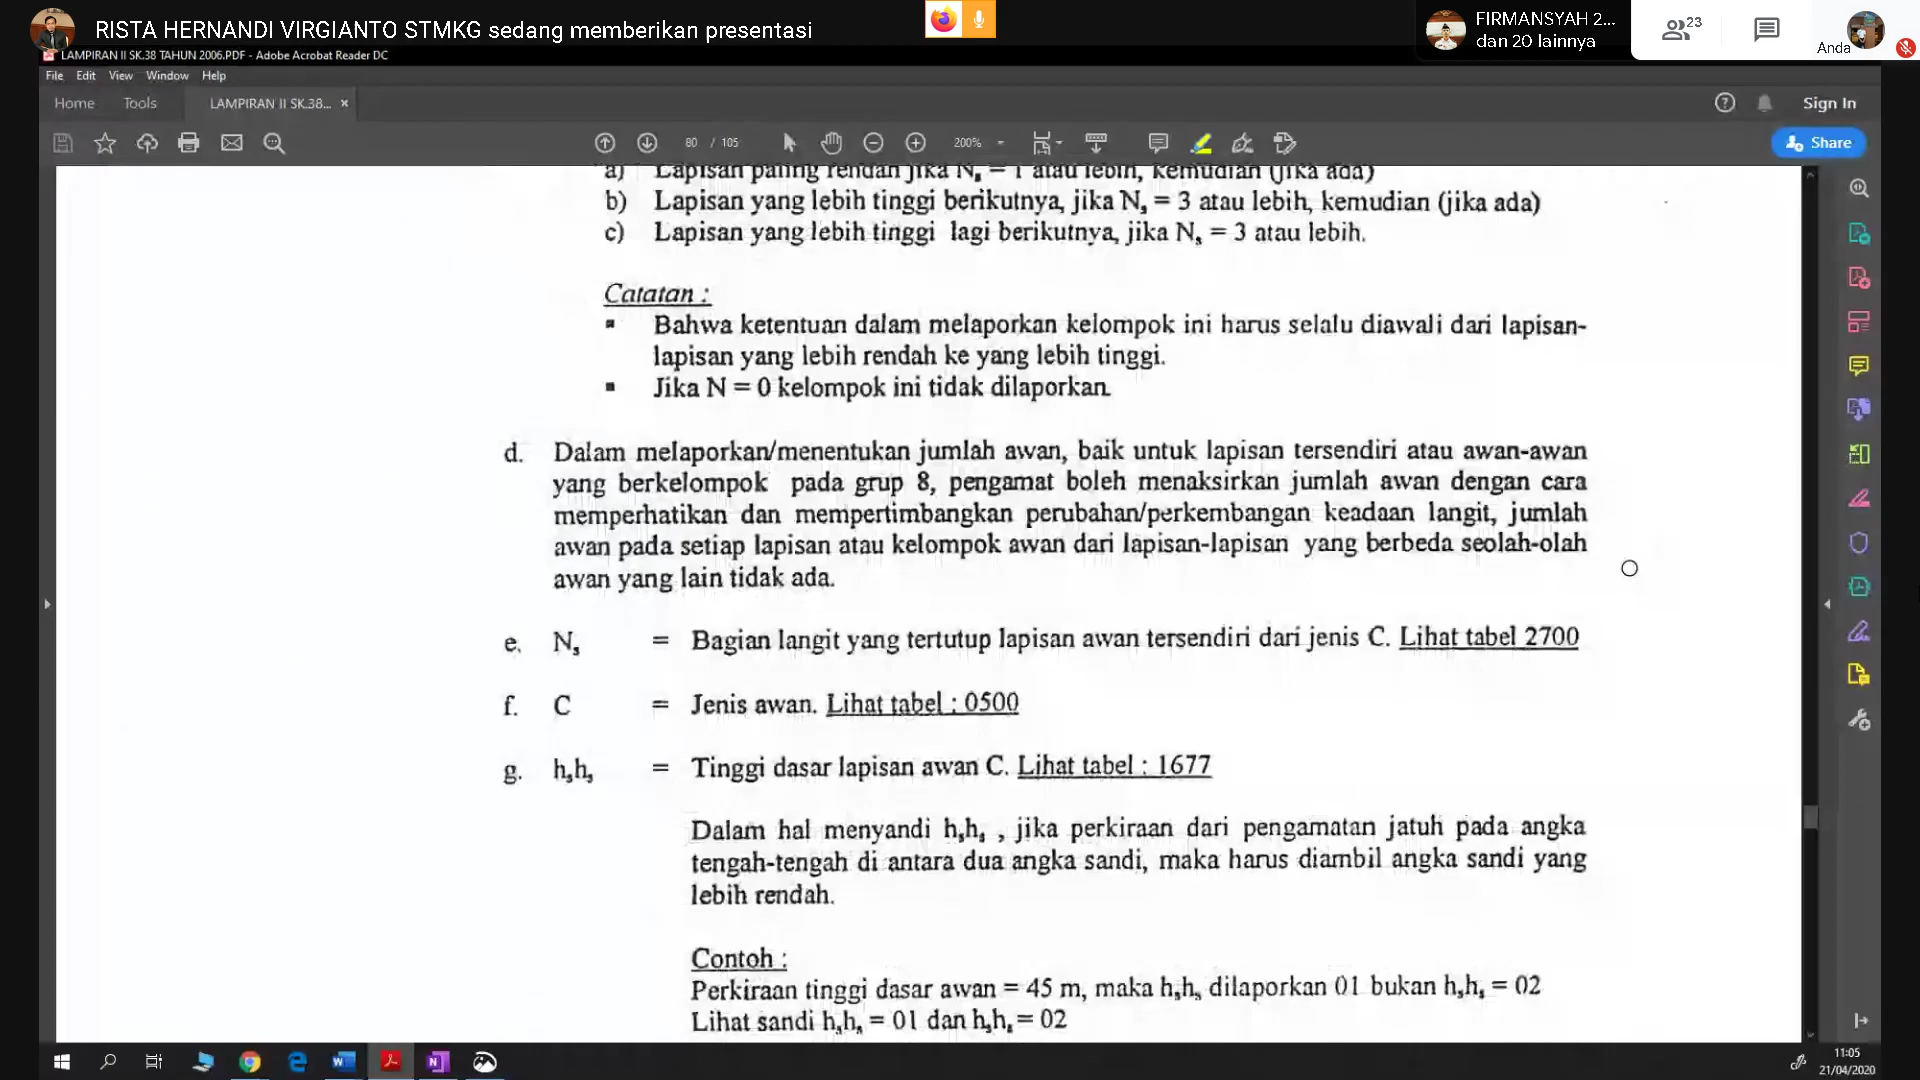 RISTA HERNANDI VIRGIANTO STMKG sedang memberikan presentasi
FIRMANSYAH 2...
dan 20 lainnya
23
Anda
LAMPIRAN II SK.38 TAHUN 2006.PDF - Adobe Acrobat Reader DC
File Edit View Window Help
Home Tools LAMPIRAN II SK.38... × Sign In
80 / 105 200% Share
a) Lapisan paling rendah jika Ns = 1 atau lebih, kemudian (jika ada)
b) Lapisan yang lebih tinggi berikutnya, jika Ns = 3 atau lebih, kemudian (jika ada)
c) Lapisan yang lebih tinggi lagi berikutnya, jika Ns = 3 atau lebih.
Catatan :
▪ Bahwa ketentuan dalam melaporkan kelompok ini harus selalu diawali dari lapisan-
lapisan yang lebih rendah ke yang lebih tinggi.
▪ Jika N = 0 kelompok ini tidak dilaporkan.
d. Dalam melaporkan/menentukan jumlah awan, baik untuk lapisan tersendiri atau awan-awan
yang berkelompok pada grup 8, pengamat boleh menaksirkan jumlah awan dengan cara
memperhatikan dan mempertimbangkan perubahan/perkembangan keadaan langit, jumlah
awan pada setiap lapisan atau kelompok awan dari lapisan-lapisan yang berbeda seolah-olah
awan yang lain tidak ada.
e. Ns = Bagian langit yang tertutup lapisan awan tersendiri dari jenis C. Lihat tabel 2700
f. C = Jenis awan. Lihat tabel : 0500
g. hshs = Tinggi dasar lapisan awan C. Lihat tabel : 1677
Dalam hal menyandi hshs , jika perkiraan dari pengamatan jatuh pada angka
tengah-tengah di antara dua angka sandi, maka harus diambil angka sandi yang
lebih rendah.
Contoh :
Perkiraan tinggi dasar awan = 45 m, maka hshs dilaporkan 01 bukan hshs = 02
Lihat sandi hshs = 01 dan hshs = 02
11:05
21/04/2020